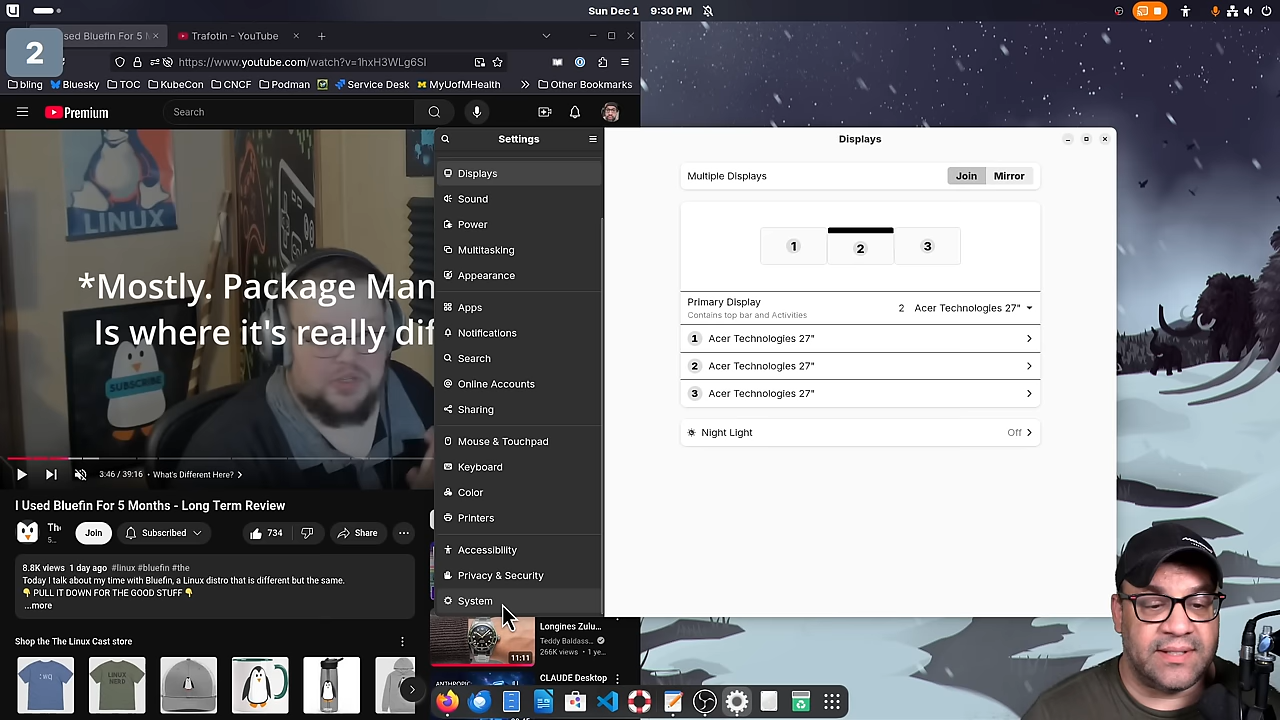 Sun Dec 1 9:30 PM
2
sed Bluefin For 5 M
TrafotIn - YouTube
https://www.youtube.com/watch?v=1hxH3WLg6SI
bling
Bluesky
TOC
KubeCon
CNCF
Podman
Service Desk
MyUofMHealth
Other Bookmarks
Premium
Search
LINUX
*Mostly. Package Man
Is where it's really dif
SUBSCRIBE
3:46 / 39:16 • What's Different Here?
I Used Bluefin For 5 Months - Long Term Review
Th
5...
Join
Subscribed
734
Share
8.8K views 1 day ago #linux #bluefin #the
Today I talk about my time with Bluefin, a Linux distro that is different but the same.
PULL IT DOWN FOR THE GOOD STUFF
...more
Shop the The Linux Cast store
:wq
LINUX
NERD
11:11
Longines Zulu...
Teddy Baldass...
266K views • 1 ye...
CLAUDE Desktop
Settings
Displays
Sound
Power
Multitasking
Appearance
Apps
Notifications
Search
Online Accounts
Sharing
Mouse & Touchpad
Keyboard
Color
Printers
Accessibility
Privacy & Security
System
Displays
Multiple Displays
Join
Mirror
1
2
3
Primary Display
Contains top bar and Activities
2 Acer Technologies 27"
1 Acer Technologies 27"
2 Acer Technologies 27"
3 Acer Technologies 27"
Night Light
Off